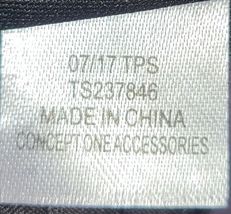 07/17 TPS
TS237846
MADE IN CHINA
CONCEPT ONE ACCESSORIES